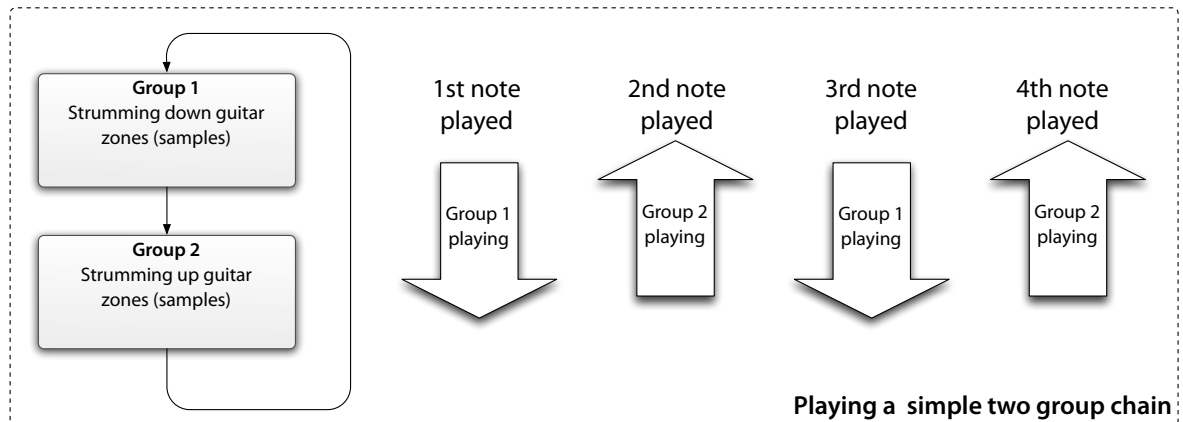 Group 1
Strumming down guitar
zones (samples)
Group 2
Strumming up guitar
zones (samples)
1st note
played
Group 1
playing
2nd note
played
Group 2
playing
3rd note
played
Group 1
playing
4th note
played
Group 2
playing
Playing a simple two group chain